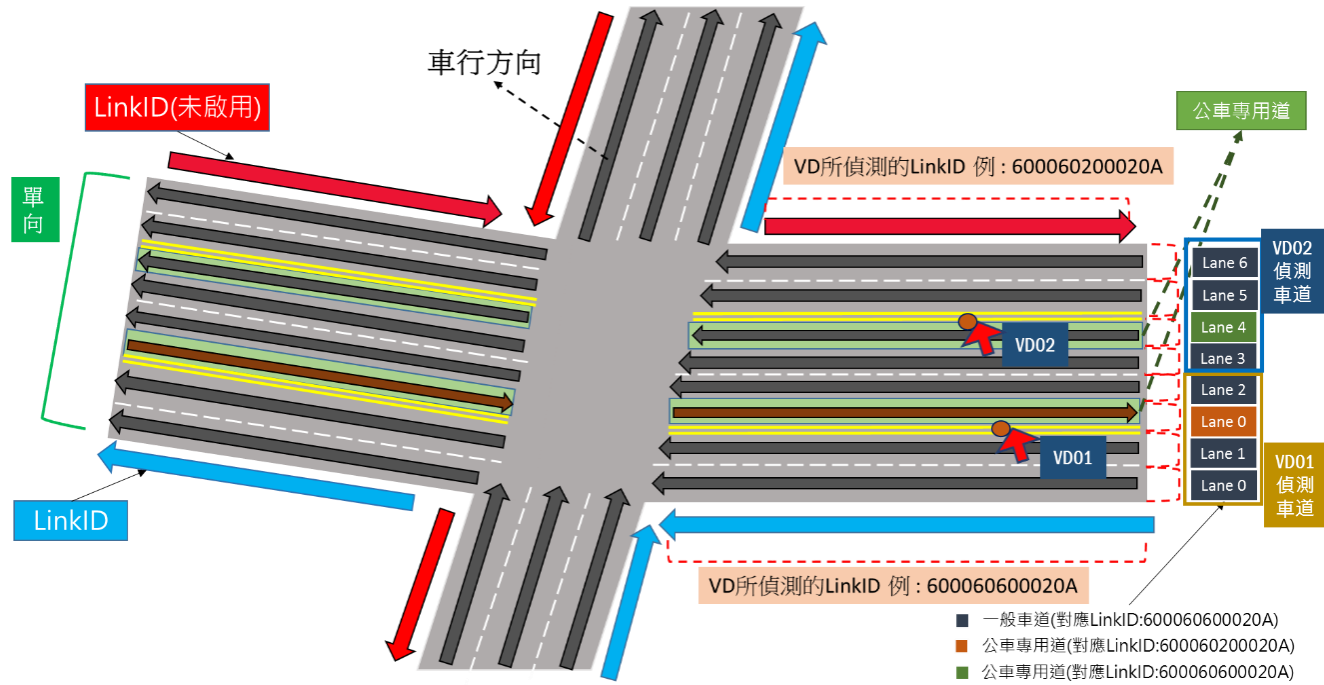 車行方向
LinkID(未啟用)
公車專用道
VD所偵測的LinkID 例 : 600060200020A
單
向
VD02
偵測
車道
Lane 6
Lane 5
Lane 4
Lane 3
VD02
Lane 2
Lane 0
Lane 1
Lane 0
VD01
VD01
偵測
車道
LinkID
VD所偵測的LinkID 例 : 600060600020A
一般車道(對應LinkID:600060600020A)
公車專用道(對應LinkID:600060200020A)
公車專用道(對應LinkID:600060600020A)